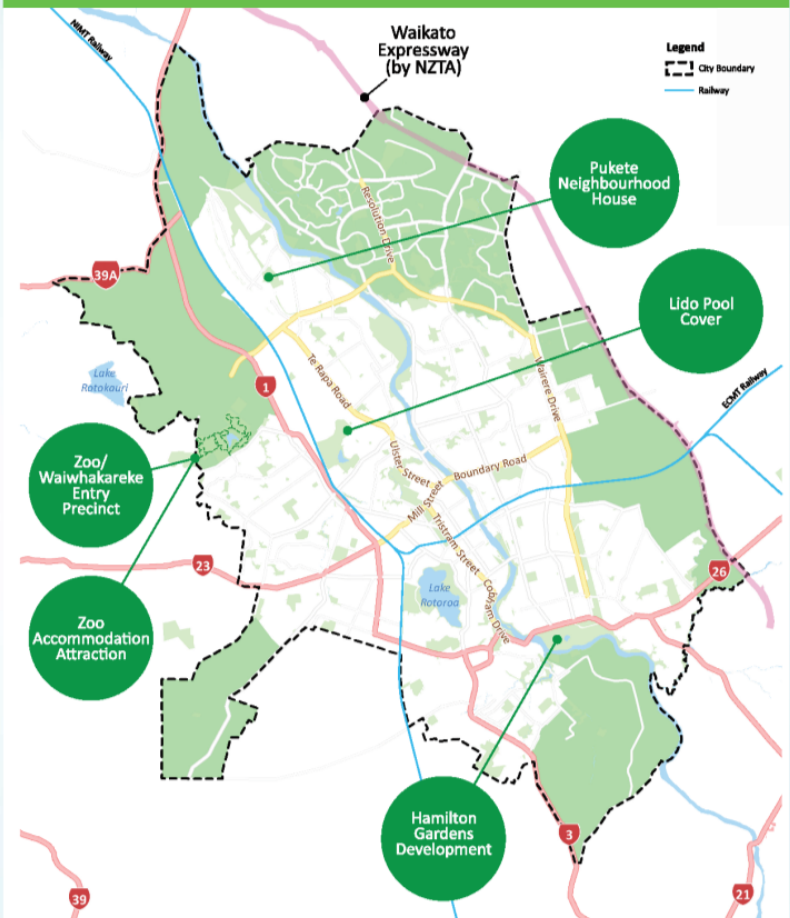 NIMT Railway
Waikato
Expressway
(by NZTA)
Legend
City Boundary
Railway
Pukete
Neighbourhood
House
Resolution Drive
39A
Lido Pool
Cover
Lake
Rotokauri
1
Te Rapa Road
Wairere Drive
ECMT Railway
Zoo/
Waiwhakareke
Entry
Precinct
Ulster Street
Boundary Road
Mill Street
Tristram Street
23
26
Lake
Rotoroa
Cobham Drive
Zoo
Accommodation
Attraction
Hamilton
Gardens
Development
3
39
21